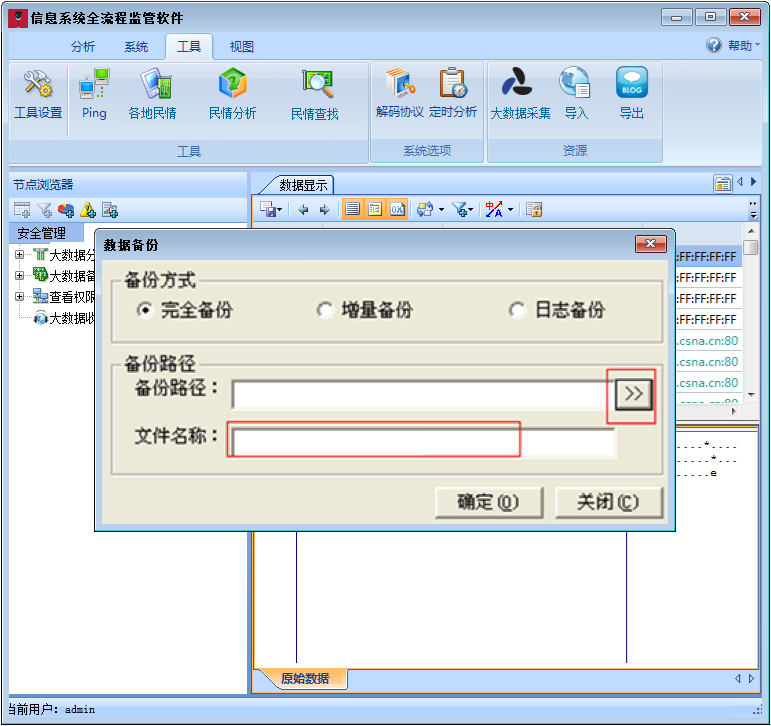 信息系统全流程监管软件
分析 系统 工具 视图 帮助
工具设置 Ping 各地民情 民情分析 民情查找 解码协议 定时分析 大数据采集 导入 导出
BLOG
工具 系统选项 资源
节点浏览器
数据显示
安全管理
大数据
大数据备
查看权限
大数据收
:FF:FF:FF:FF
:FF:FF:FF:FF
:FF:FF:FF:FF
:FF:FF:FF:FF
.csna.cn:80
.csna.cn:80
.csna.cn:80
数据备份
备份方式
完全备份 增量备份 日志备份
备份路径
备份路径： >>
文件名称：
确定(O) 关闭(C)
....*....
.....*...
.....e
原始数据
当前用户: admin